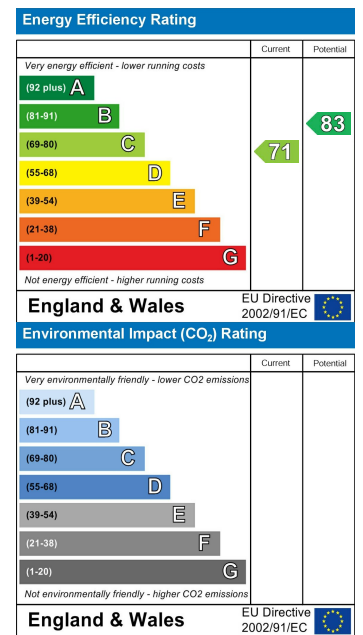 Energy Efficiency Rating
Current Potential
Very energy efficient - lower running costs
(92 plus) A
(81-91) B
83
(69-80) C
71
(55-68) D
(39-54) E
(21-38) F
(1-20) G
Not energy efficient - higher running costs
England & Wales
EU Directive
2002/91/EC
Environmental Impact (CO₂) Rating
Current Potential
Very environmentally friendly - lower CO2 emissions
(92 plus) A
(81-91) B
(69-80) C
(55-68) D
(39-54) E
(21-38) F
(1-20) G
Not environmentally friendly - higher CO2 emissions
England & Wales
EU Directive
2002/91/EC